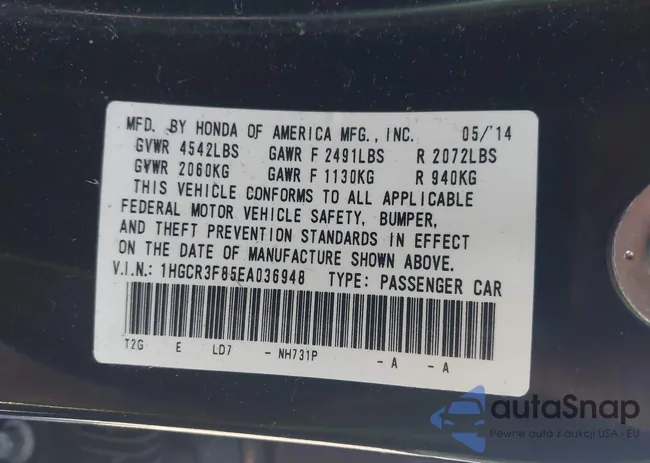 MFD. BY HONDA OF AMERICA MFG., INC. 05/'14
GVWR 4542LBS GAWR F 2491LBS R 2072LBS
GVWR 2060KG GAWR F 1130KG R 940KG
THIS VEHICLE CONFORMS TO ALL APPLICABLE
FEDERAL MOTOR VEHICLE SAFETY, BUMPER,
AND THEFT PREVENTION STANDARDS IN EFFECT
ON THE DATE OF MANUFACTURE SHOWN ABOVE.
V.I.N.: 1HGCR3F85EA036948 TYPE: PASSENGER CAR
T2G E LD7 - NH731P - A - A
autaSnap
Pewne auta z aukcji USA i EU